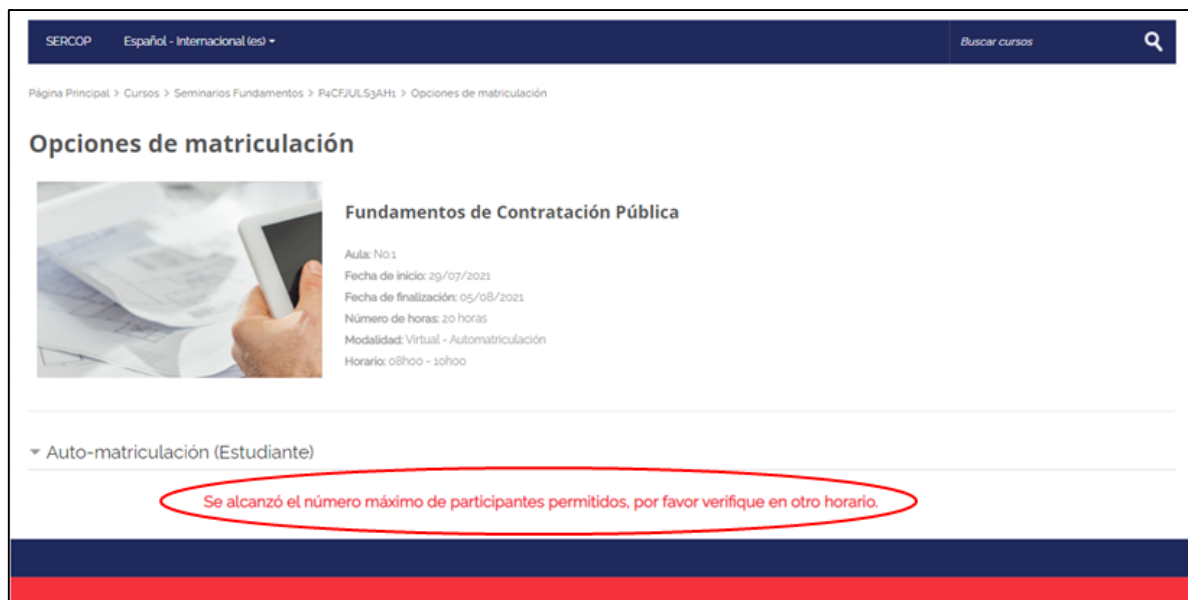 SERCOP Español - Internacional (es) Buscar cursos
Página Principal > Cursos > Seminarios Fundamentos > P4CFJULS3AH1 > Opciones de matriculación
Opciones de matriculación
Fundamentos de Contratación Pública
Aula: No.1
Fecha de inicio: 29/07/2021
Fecha de finalización: 05/08/2021
Número de horas: 20 horas
Modalidad: Virtual - Automatriculación
Horario: 08h00 - 10h00
Auto-matriculación (Estudiante)
Se alcanzó el número máximo de participantes permitidos, por favor verifique en otro horario.